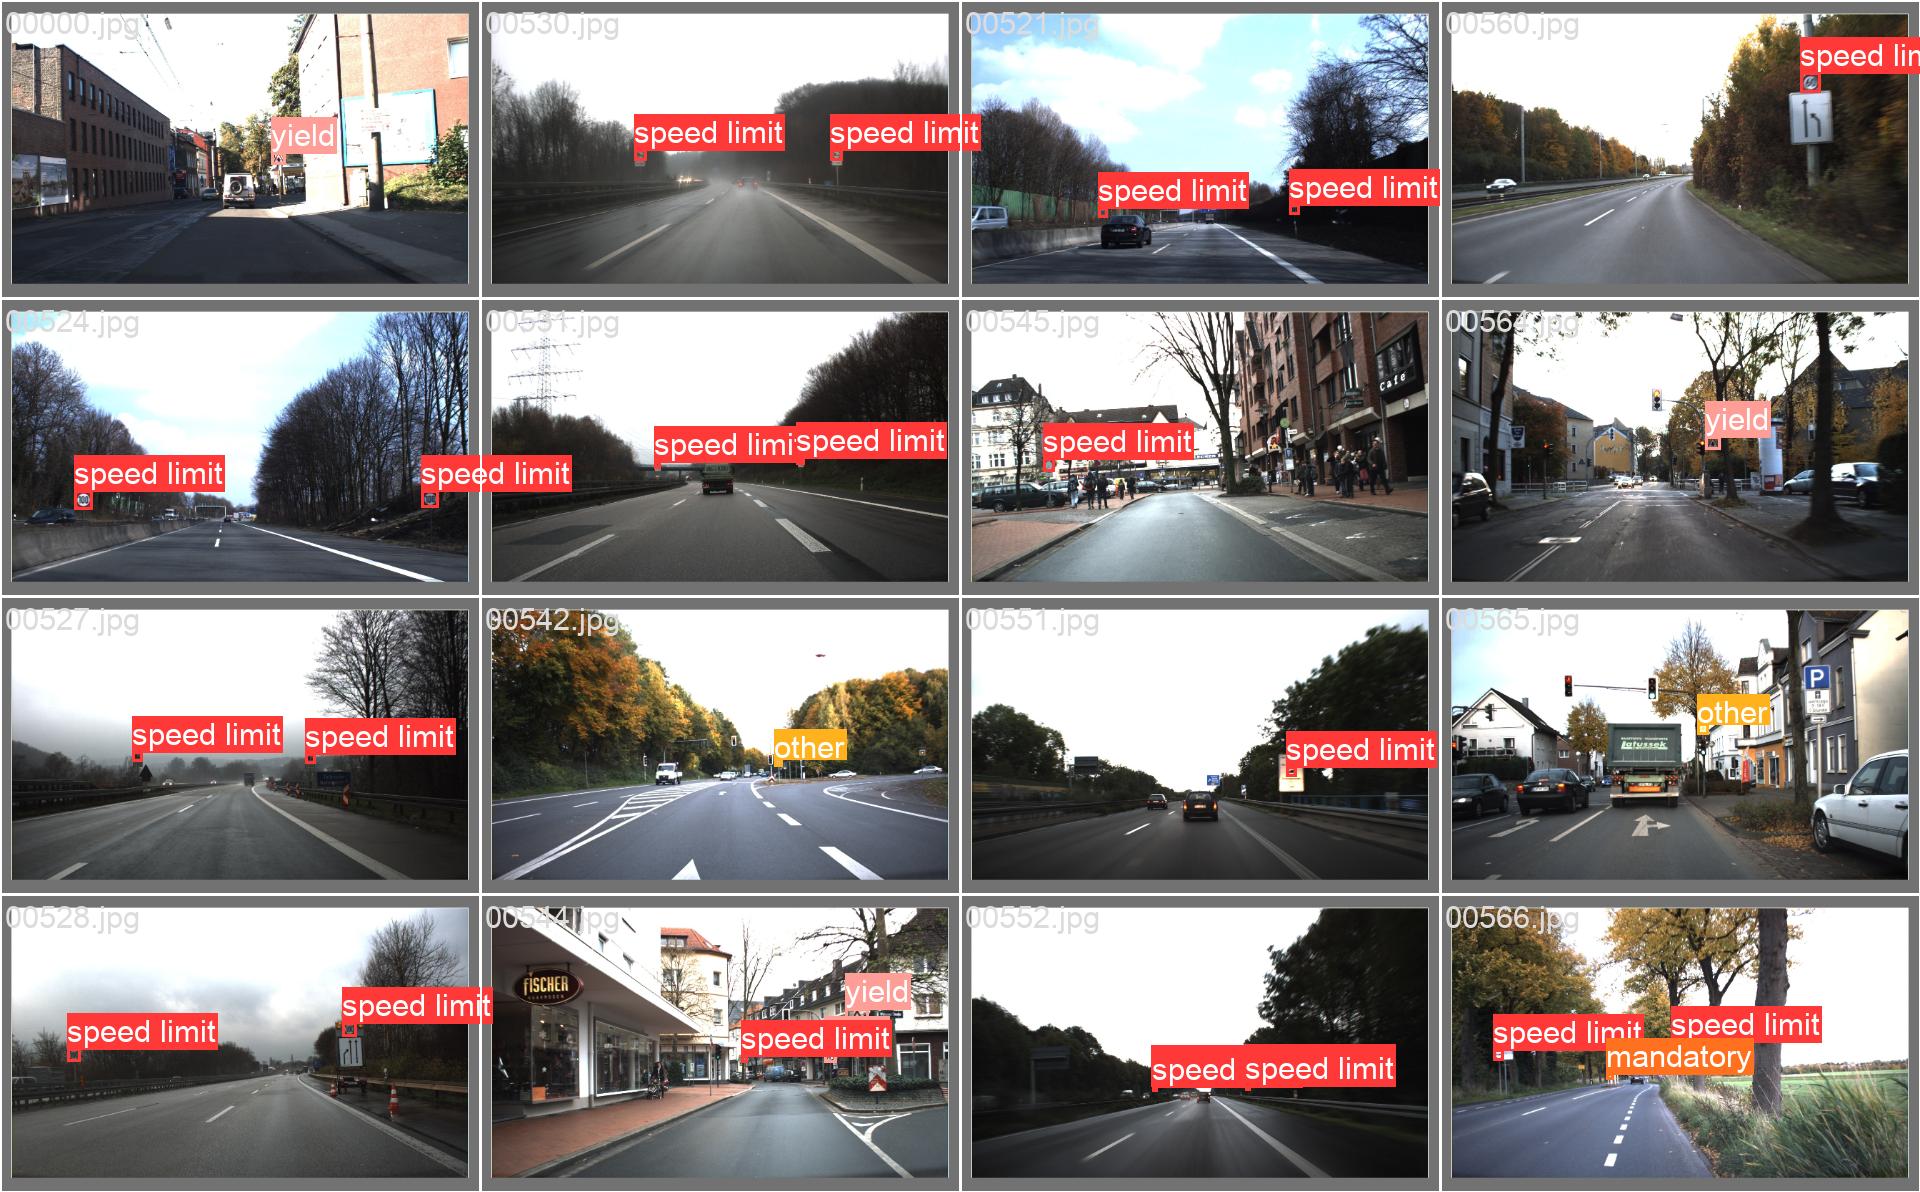 00000.jpg
yield
00530.jpg
speed limit
speed limit
00521.jpg
speed limit
speed limit
00560.jpg
speed lin
00524.jpg
speed limit
100
speed limit
00531.jpg
speed limi
speed limit
00545.jpg
speed limit
Cafe
00564.jpg
yield
00527.jpg
speed limit
speed limit
00542.jpg
other
00551.jpg
speed limit
00565.jpg
other
P
Latussek
00528.jpg
speed limit
speed limit
00544.jpg
FISCHER
yield
speed limit
00552.jpg
speed
speed limit
00566.jpg
speed limit
speed limit
mandatory